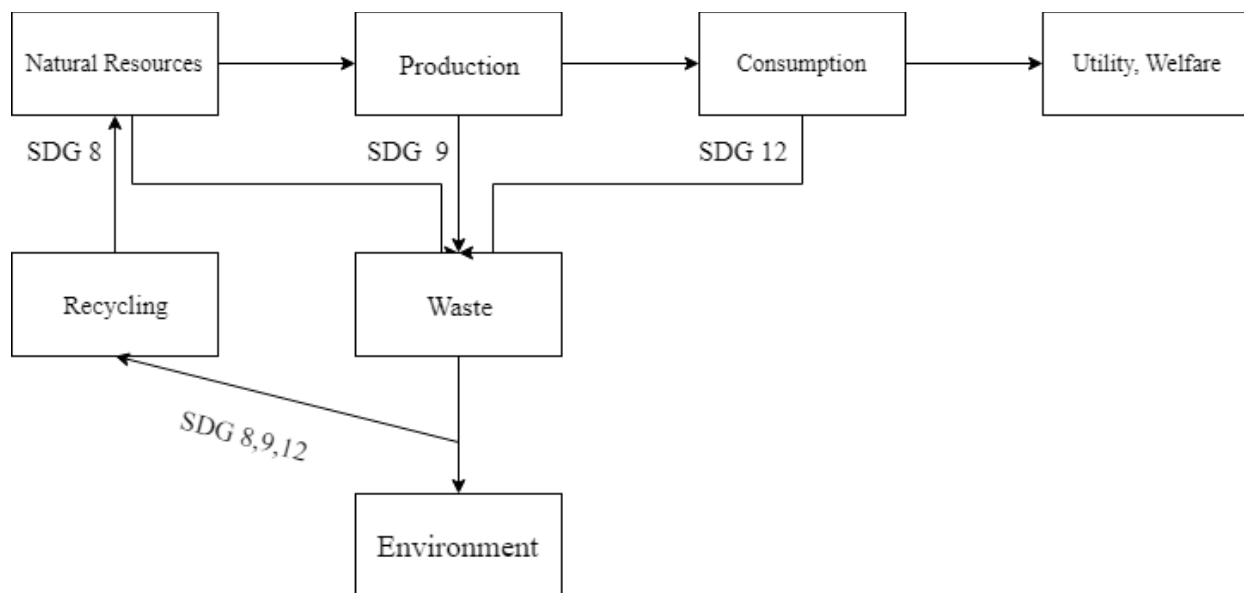 Natural Resources
Production
Consumption
Utility, Welfare
SDG 8
SDG  9
SDG 12
Recycling
Waste
SDG 8,9,12
Environment